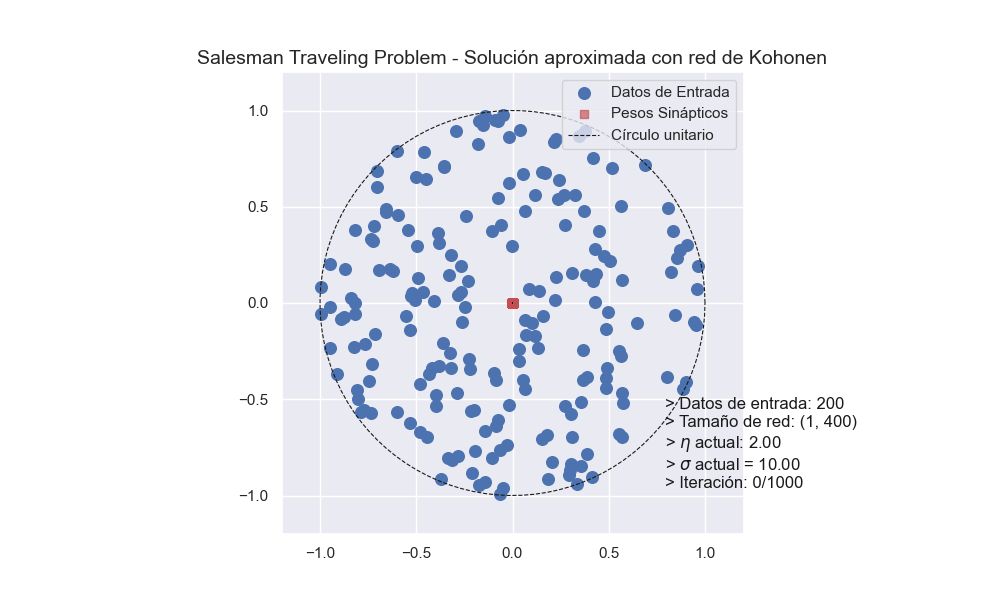 Salesman Traveling Problem - Solución aproximada con red de Kohonen
Datos de Entrada
Pesos Sinápticos
Círculo unitario
1.0
0.5
0.0
−0.5
−1.0
> Datos de entrada: 200
> Tamaño de red: (1, 400)
> η actual: 2.00
> σ actual = 10.00
> Iteración: 0/1000
−1.0 −0.5 0.0 0.5 1.0